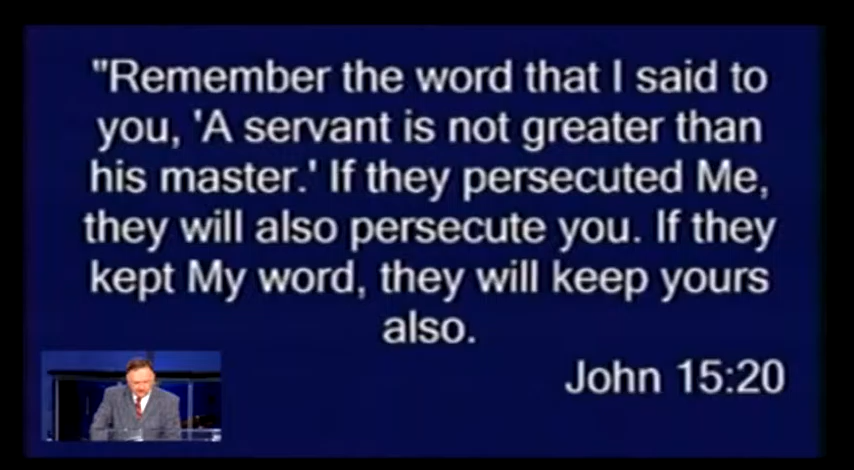 "Remember the word that I said to
you, 'A servant is not greater than
his master.' If they persecuted Me,
they will also persecute you. If they
kept My word, they will keep yours
also.
John 15:20